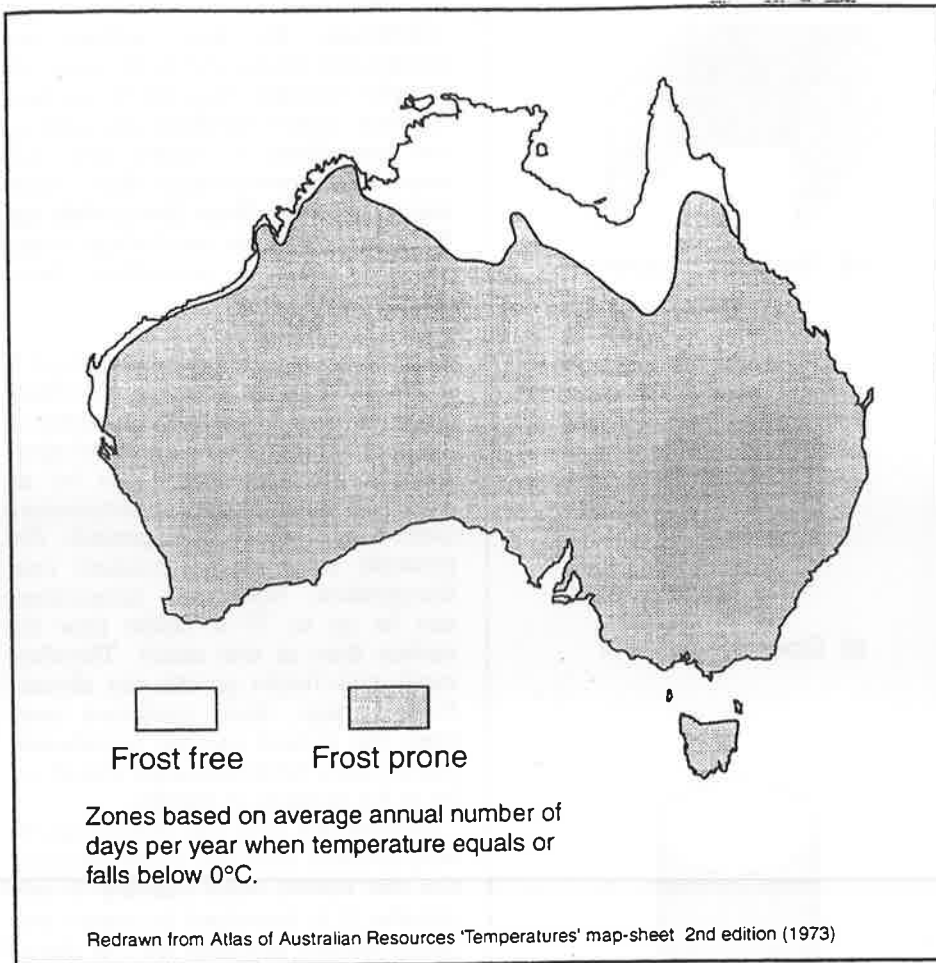 Frost free
Frost prone
Zones based on average annual number of
days per year when temperature equals or
falls below 0°C.
Redrawn from Atlas of Australian Resources 'Temperatures' map-sheet 2nd edition (1973)